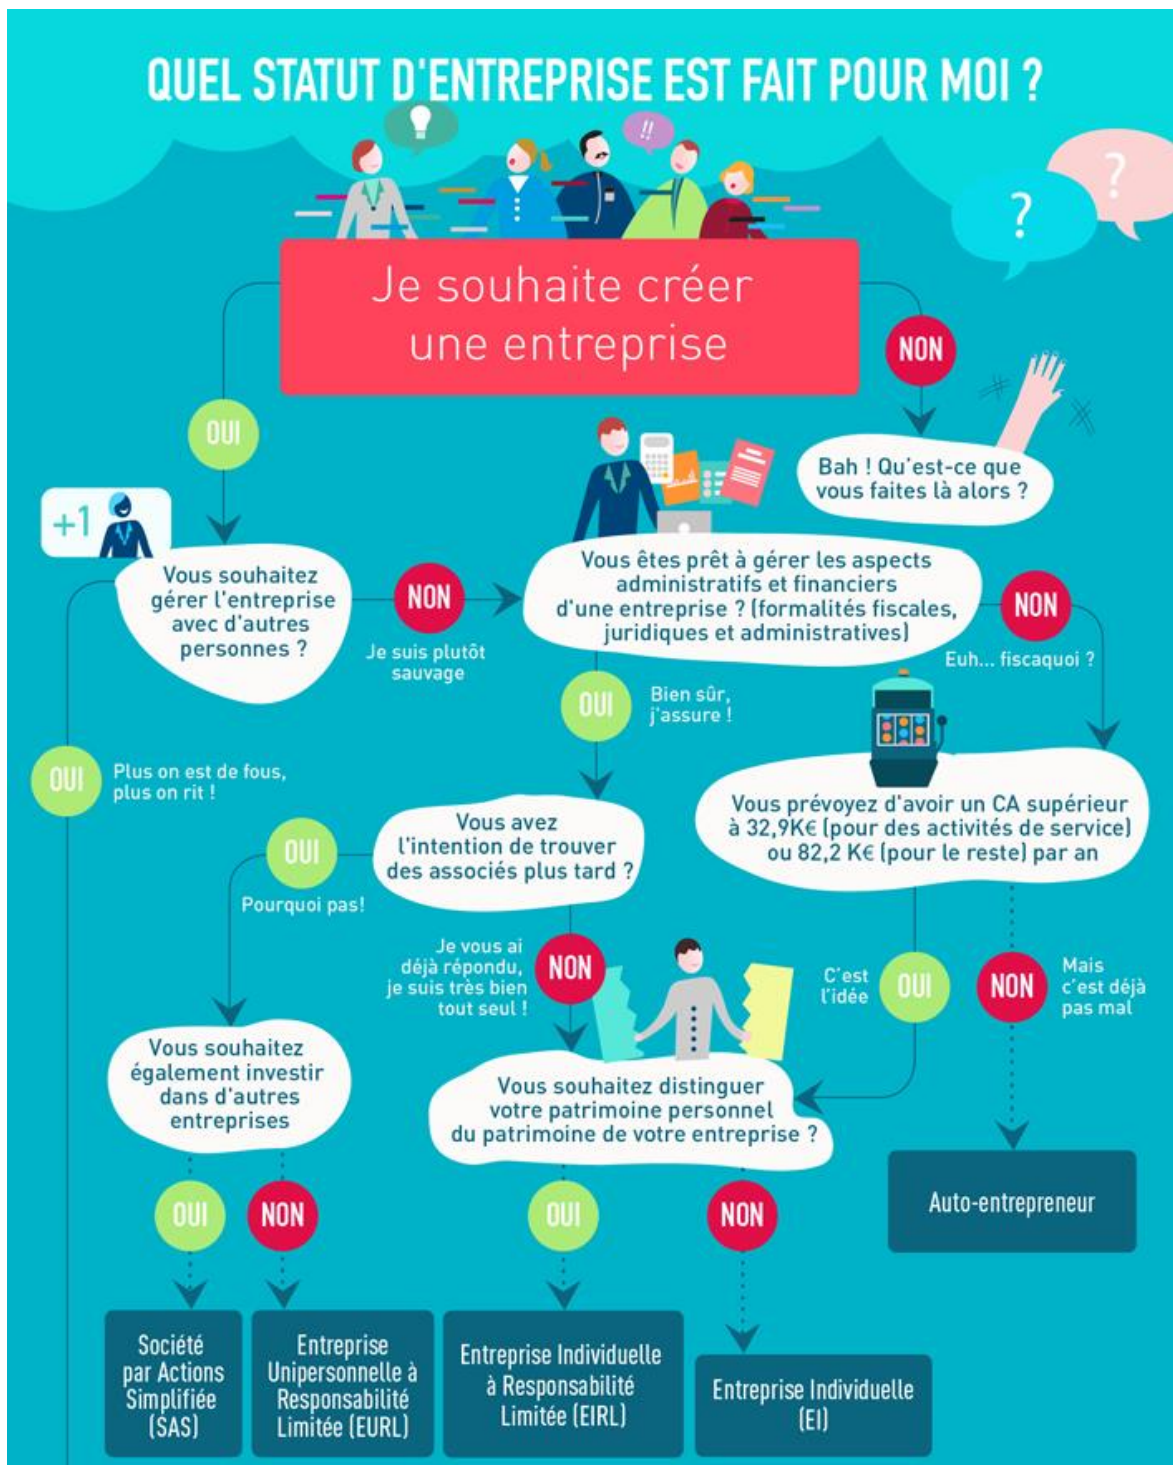 QUEL STATUT D'ENTREPRISE EST FAIT POUR MOI ?
!!
?
?
Je souhaite créer
une entreprise
NON
OUI
Bah ! Qu'est-ce que
vous faites là alors ?
+1
Vous souhaitez
gérer l'entreprise
avec d'autres
personnes ?
NON
Je suis plutôt
sauvage
Vous êtes prêt à gérer les aspects
administratifs et financiers
d'une entreprise ? (formalités fiscales,
juridiques et administratives)
NON
Euh... fiscaquoi ?
OUI
Bien sûr,
j'assure !
OUI
Plus on est de fous,
plus on rit !
Vous avez
l'intention de trouver
des associés plus tard ?
Vous prévoyez d'avoir un CA supérieur
à 32,9K€ (pour des activités de service)
ou 82,2 K€ (pour le reste) par an
OUI
Pourquoi pas!
Je vous ai
déjà répondu,
je suis très bien
tout seul !
NON
C'est
l'idée
OUI
NON
Mais
c'est déjà
pas mal
Vous souhaitez
également investir
dans d'autres
entreprises
Vous souhaitez distinguer
votre patrimoine personnel
du patrimoine de votre entreprise ?
Auto-entrepreneur
OUI
NON
OUI
NON
Société
par Actions
Simplifiée
(SAS)
Entreprise
Unipersonnelle à
Responsabilité
Limitée (EURL)
Entreprise Individuelle
à Responsabilité
Limitée (EIRL)
Entreprise Individuelle
(EI)